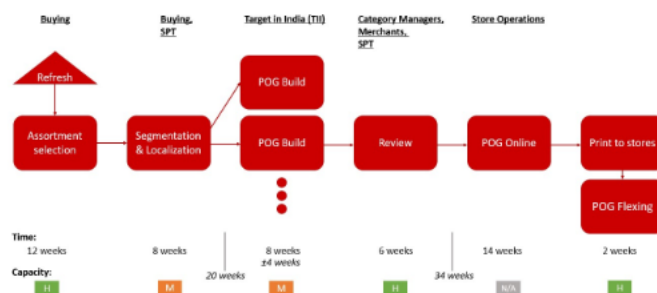 Buying
Buying,
SPT
Target in India (TII)
Category Managers,
Merchants,
SPT
Store Operations
Refresh
POG Build
Assortment
selection
Segmentation
& Localization
POG Build
Review
POG Online
Print to stores
POG Flexing
Time:
12 weeks
8 weeks
8 weeks
±4 weeks
6 weeks
14 weeks
2 weeks
20 weeks
34 weeks
Capacity:
H
M
M
H
N/A
H